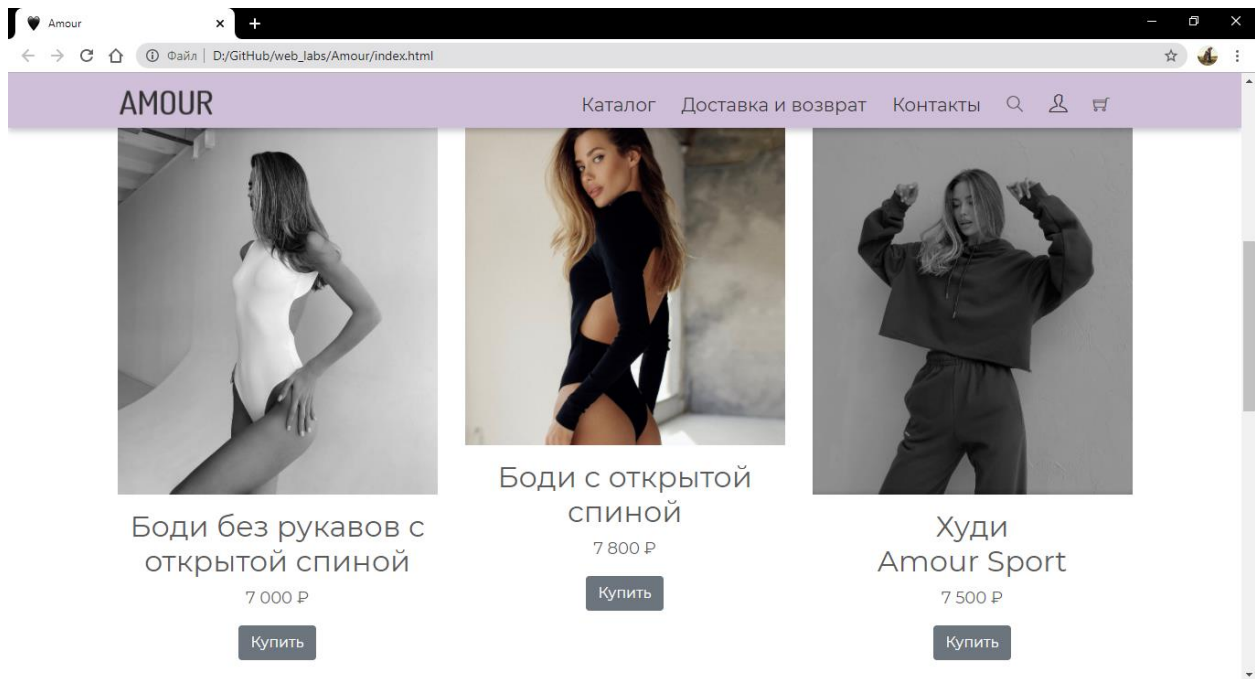 Amour
Файл | D:/GitHub/web_labs/Amour/index.html
AMOUR
Каталог Доставка и возврат Контакты
Боди без рукавов с
открытой спиной
7 000 ₽
Купить
Боди с открытой
спиной
7 800 ₽
Купить
Худи
Amour Sport
7 500 ₽
Купить